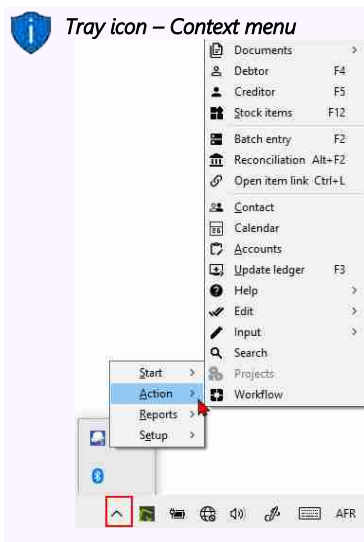 Tray icon – Context menu
Documents >
Debtor F4
Creditor F5
Stock items F12
Batch entry F2
Reconciliation Alt+F2
Open item link Ctrl+L
Contact
Calendar
Accounts
Update ledger F3
Help >
Edit >
Input >
Search
Projects
Workflow
Start >
Action >
Reports >
Setup >
AFR